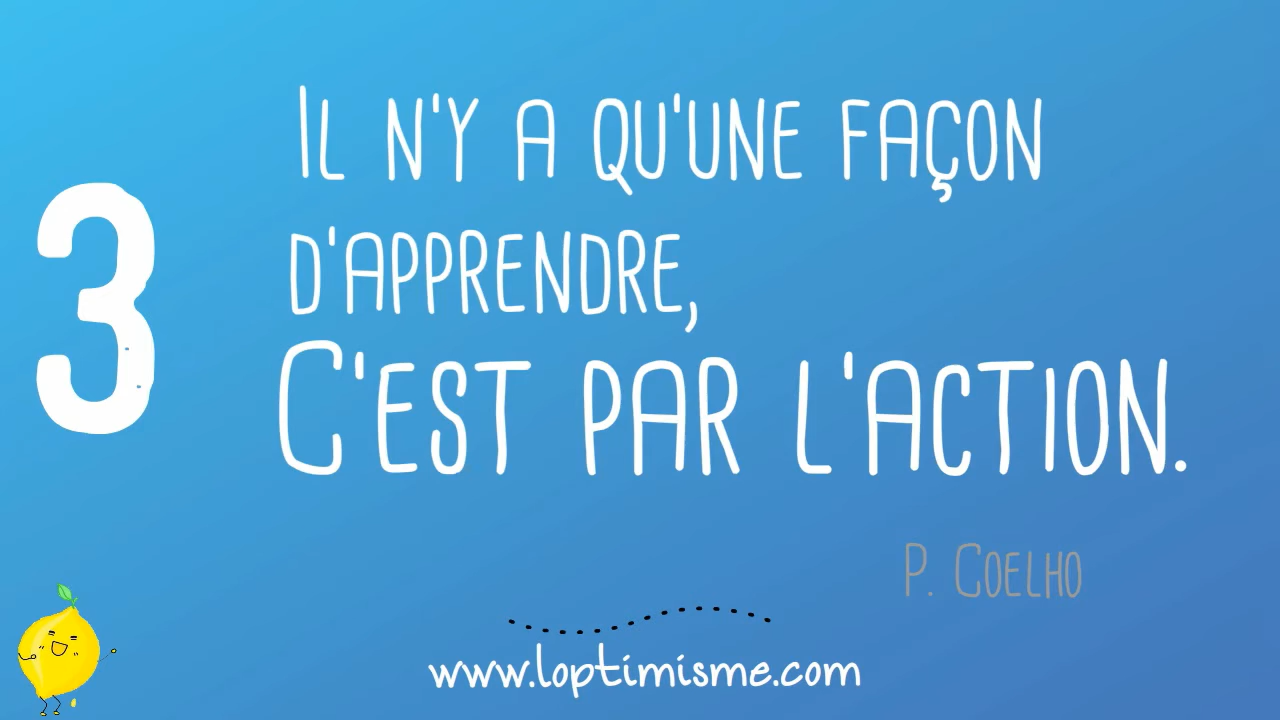 3
Il n'y a qu'une façon
d'apprendre,
C'est par l'action.
P. Coelho
www.loptimisme.com